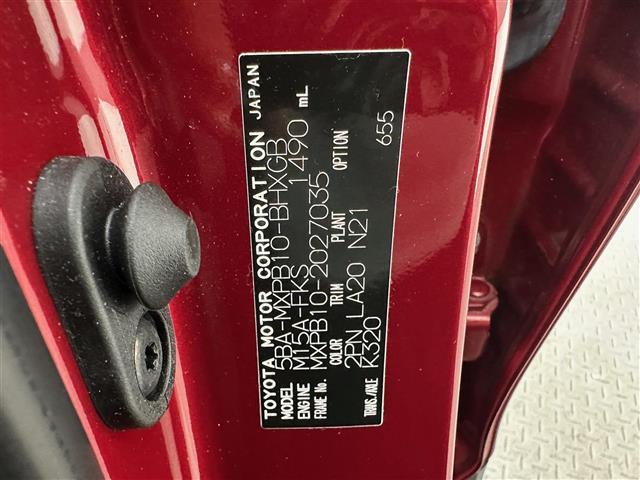 TOYOTA MOTOR CORPORATION JAPAN
MODEL 5BA-MXPB10-BHXGB
ENGINE M15A-FKS 1490 mL
FRAME No. MXPB10-2027035
COLOR TRIM PLANT OPTION
2PN LA20 N21 655
TRANS./AXLE K320